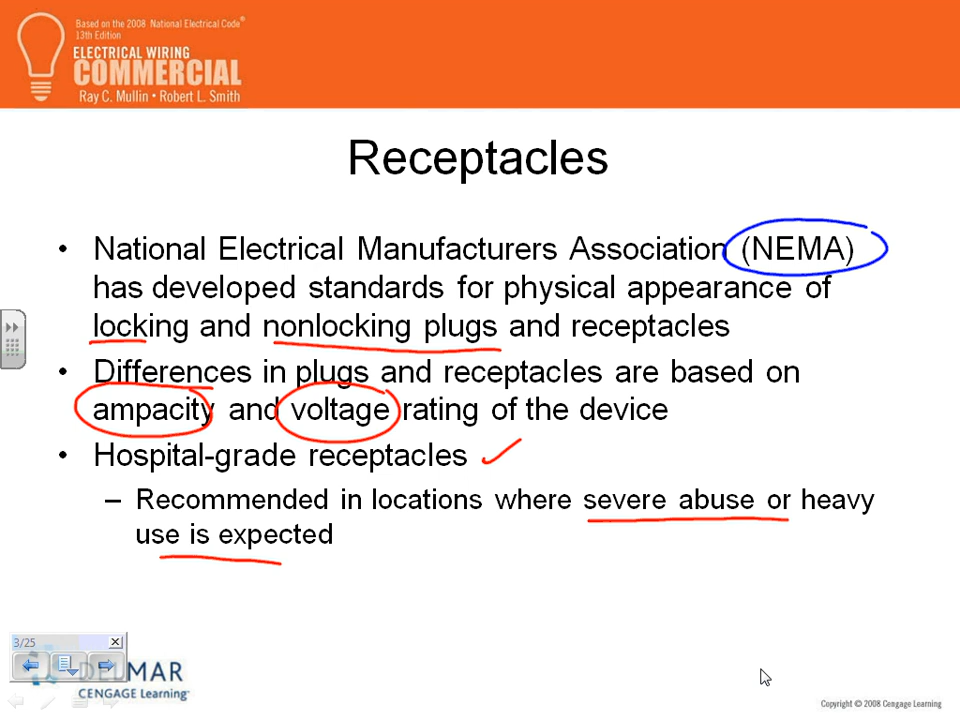 Based on the 2008 National Electrical Code®
13th Edition
ELECTRICAL WIRING
COMMERCIAL
Ray C. Mullin • Robert L. Smith
Receptacles
• National Electrical Manufacturers Association (NEMA)
has developed standards for physical appearance of
locking and nonlocking plugs and receptacles
• Differences in plugs and receptacles are based on
ampacity and voltage rating of the device
• Hospital-grade receptacles
– Recommended in locations where severe abuse or heavy
use is expected
3/25
DELMAR
CENGAGE Learning™
Copyright © 2008 Cengage Learning